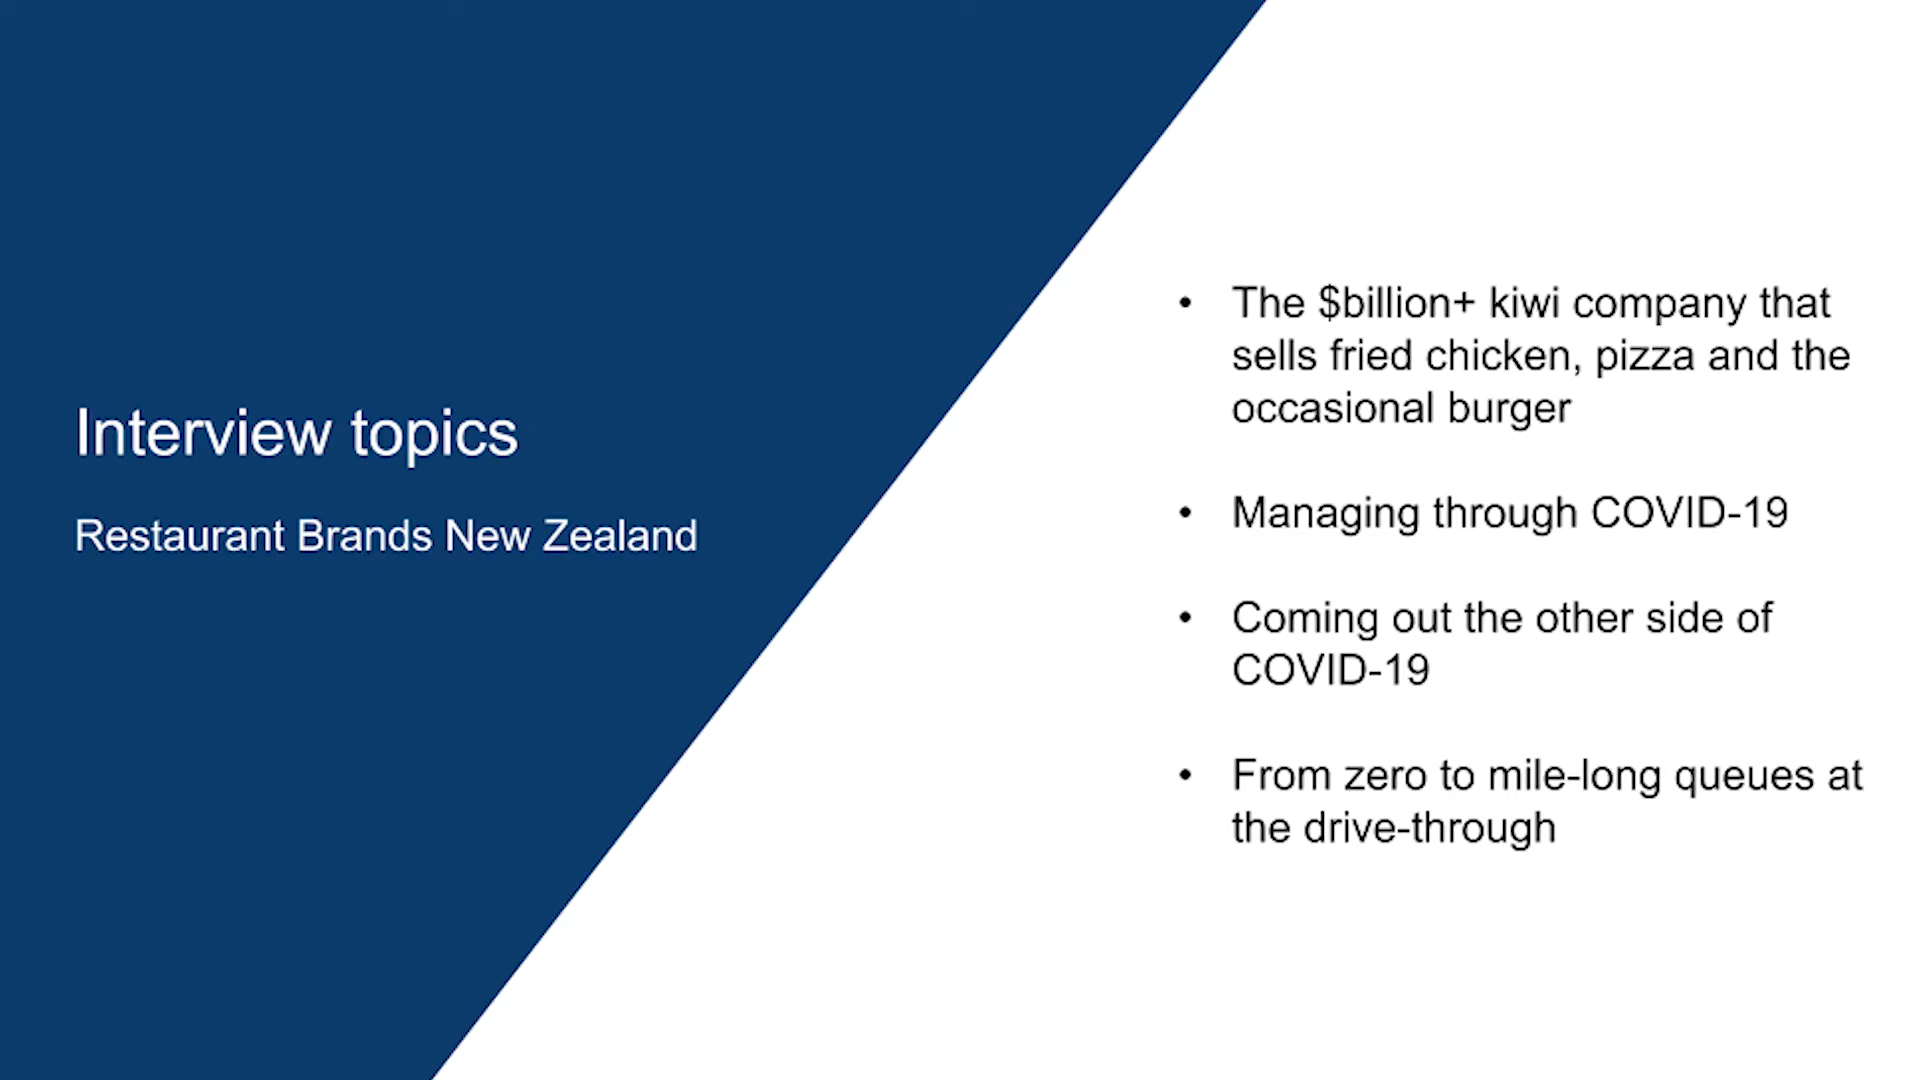 Interview topics
Restaurant Brands New Zealand
• The $billion+ kiwi company that
sells fried chicken, pizza and the
occasional burger
• Managing through COVID-19
• Coming out the other side of
COVID-19
• From zero to mile-long queues at
the drive-through